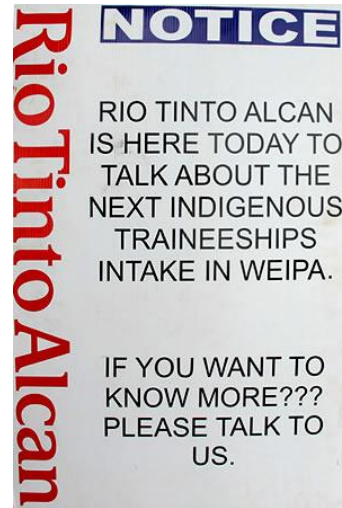 Rio Tinto Alcan
NOTICE
RIO TINTO ALCAN
IS HERE TODAY TO
TALK ABOUT THE
NEXT INDIGENOUS
TRAINEESHIPS
INTAKE IN WEIPA.
IF YOU WANT TO
KNOW MORE???
PLEASE TALK TO
US.